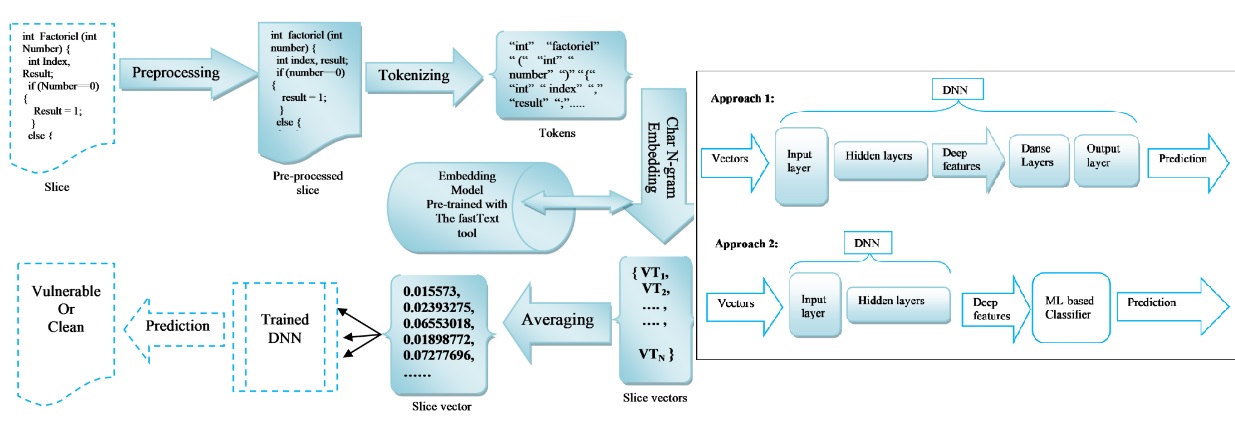 int Factoriel (int
Number) {
int Index,
Result;
if (Number==0)
{
Result = 1;
}
else {
Slice
Preprocessing
int factoriel (int
number) {
int index, result;
if (number==0)
{
result = 1;
}
else {
Pre-processed
slice
Tokenizing
“int” “factoriel”
“ (“ “int” “
number” “)” “{“
“int” “ index” “,”
“result” “;”.....
Tokens
Char N-gram
Embedding
Embedding
Model
Pre-trained with
The fastText
tool
{ VT1,
VT2,
.... ,
.... ,
VTN }
Slice vectors
Averaging
0.015573,
0.02393275,
0.06553018,
0.01898772,
0.07277696,
......
Slice vector
Trained
DNN
Prediction
Vulnerable
Or
Clean
Approach 1:
DNN
Vectors
Input
layer
Hidden layers
Deep
features
Danse
Layers
Output
layer
Prediction
Approach 2:
DNN
Vectors
Input
layer
Hidden layers
Deep
features
ML based
Classifier
Prediction